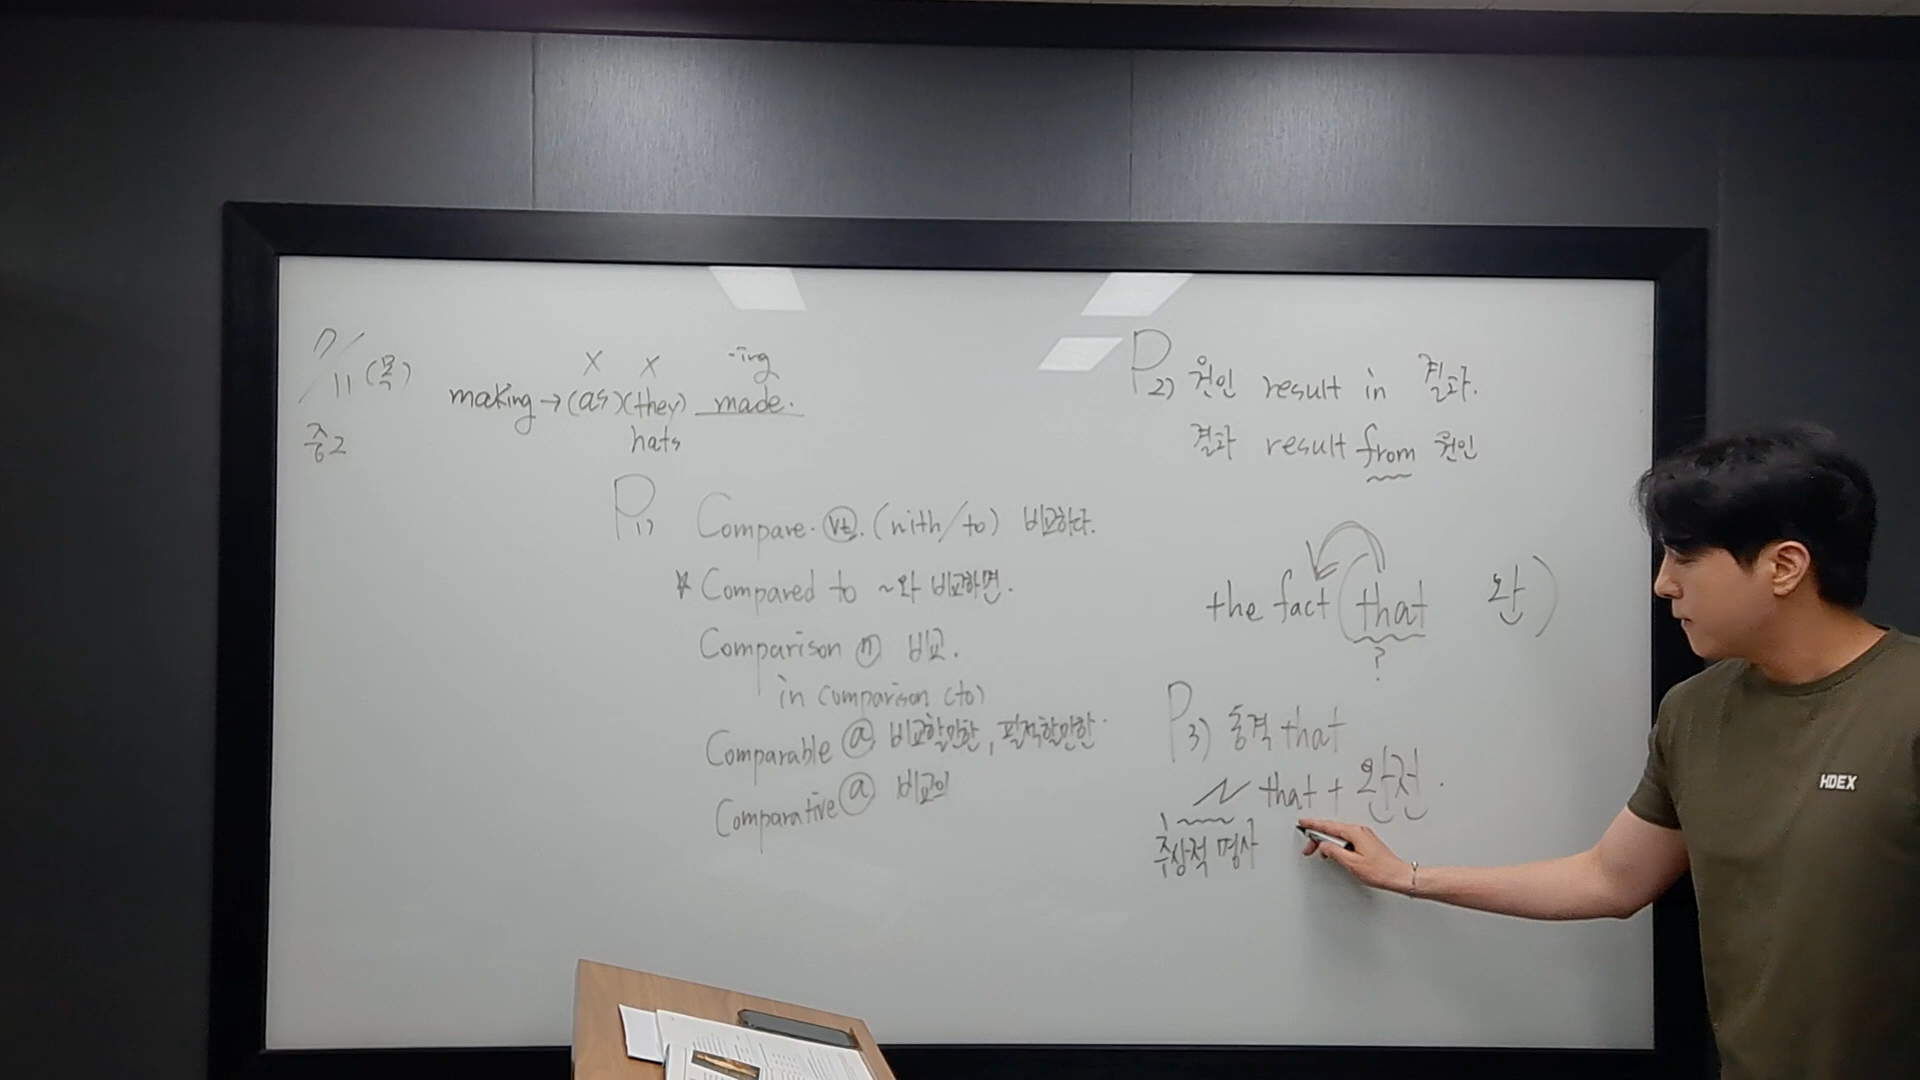 7/11 (목)
중2
X X -ing
making → (as)(they) made.
hats
P1) Compare. vt. (with/to) 비교하다.
* Compared to ~와 비교하면.
Comparison n 비교.
in comparison (to)
Comparable a 비교할만한, 필적할만한.
Comparative a 비교의
P2) 원인 result in 결과.
결과 result from 원인
the fact (that 완)
?
P3) 동격 that
N that + 완전.
추상적 명사
HDEX